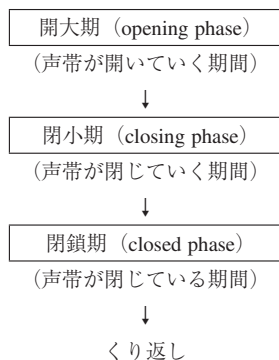 開大期（opening phase）
（声帯が開いていく期間）
↓
閉小期（closing phase）
（声帯が閉じていく期間）
↓
閉鎖期（closed phase）
（声帯が閉じている期間）
↓
くり返し